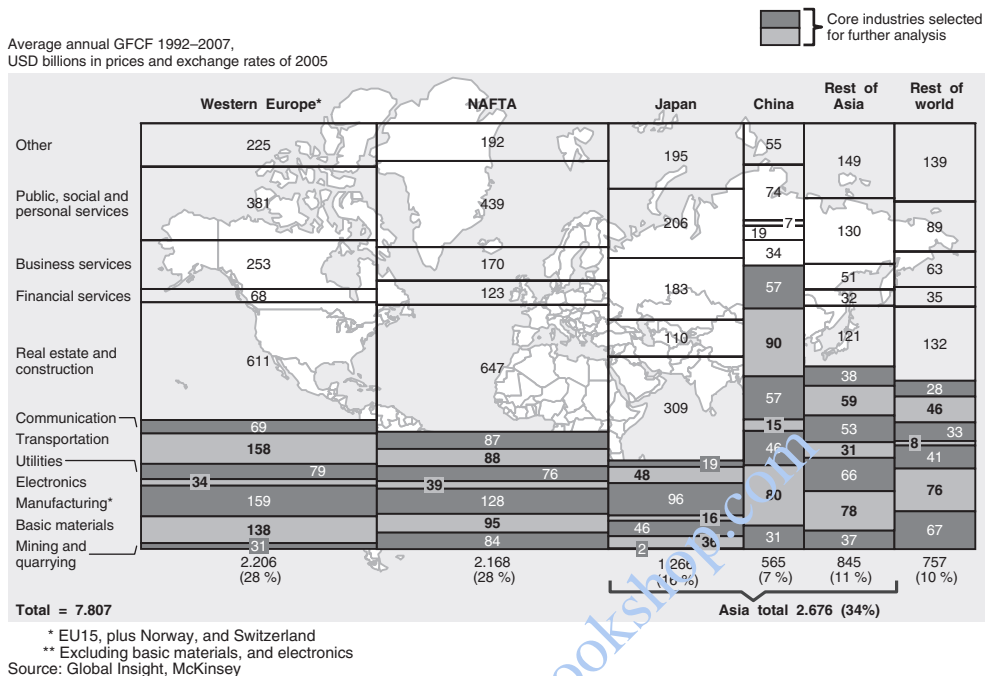 Core industries selected
for further analysis
Average annual GFCF 1992–2007,
USD billions in prices and exchange rates of 2005
Western Europe* NAFTA Japan China Rest of Asia Rest of world
Other 225 192 195 55 149 139
Public, social and personal services 381 439 206 74 130 89
Business services 253 170 183 7 51 63
Financial services 68 123 110 19 32 35
Real estate and construction 611 647 309 34 121 132
Communication 69 87 19 57 38 28
Transportation 158 88 48 90 59 46
Utilities 79 76 96 57 53 33
Electronics 34 39 16 15 31 8
Manufacturing* 159 128 46 46 66 41
Basic materials 138 95 36 80 78 76
Mining and quarrying 31 84 2 31 37 67
2.206 2.168 1.266 565 845 757
(28 %) (28 %) (16 %) (7 %) (11 %) (10 %)
Total = 7.807 Asia total 2.676 (34%)
* EU15, plus Norway, and Switzerland
** Excluding basic materials, and electronics
Source: Global Insight, McKinsey
ookshop.com